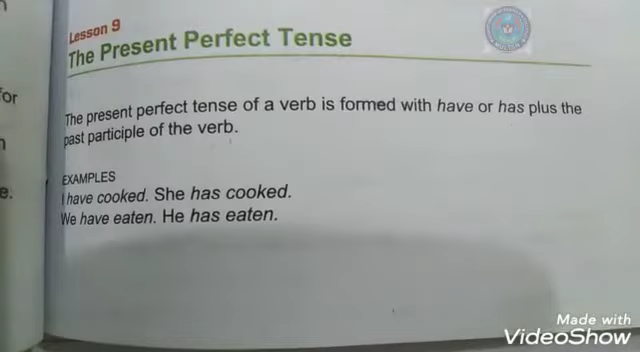 Lesson 9
The Present Perfect Tense
The present perfect tense of a verb is formed with have or has plus the
past participle of the verb.
EXAMPLES
I have cooked. She has cooked.
We have eaten. He has eaten.
for
e.
Made with
VideoShow